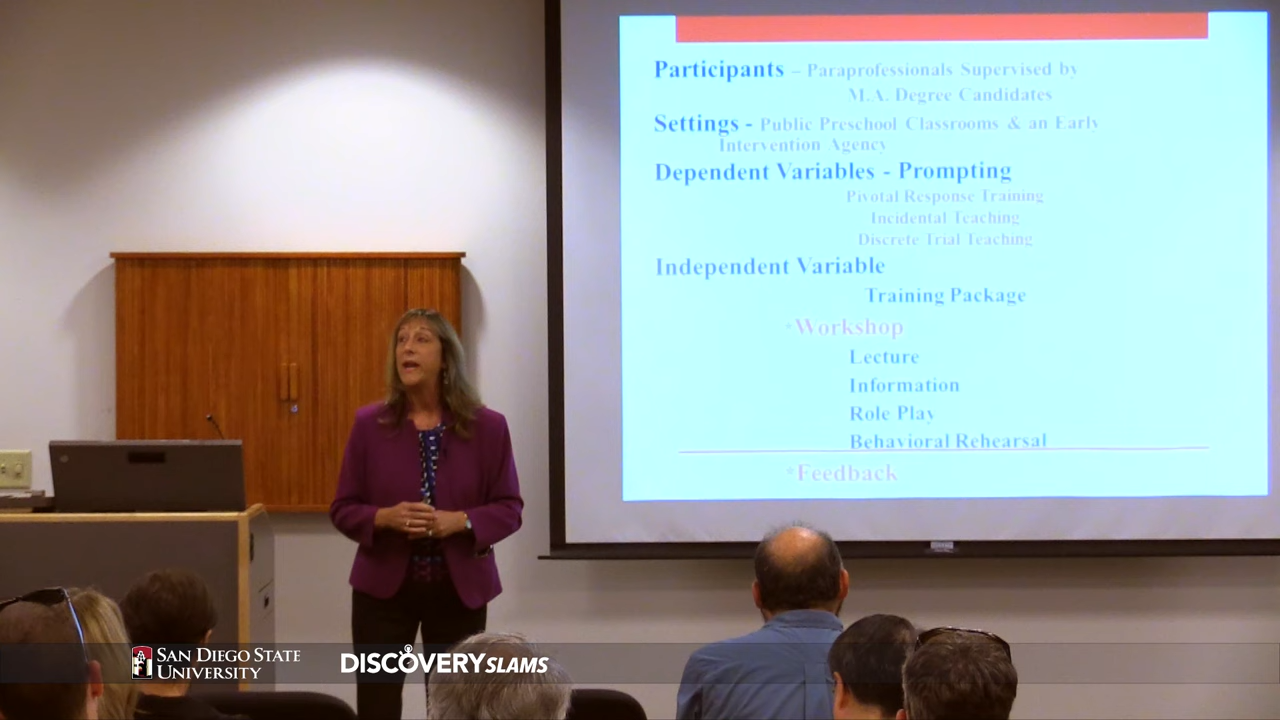 Participants – Paraprofessionals Supervised by
M.A. Degree Candidates
Settings - Public Preschool Classrooms & an Early
Intervention Agency
Dependent Variables - Prompting
Pivotal Response Training
Incidental Teaching
Discrete Trial Teaching
Independent Variable
Training Package
*Workshop
Lecture
Information
Role Play
Behavioral Rehearsal
*Feedback
SAN DIEGO STATE
UNIVERSITY
DISCOVERY SLAMS